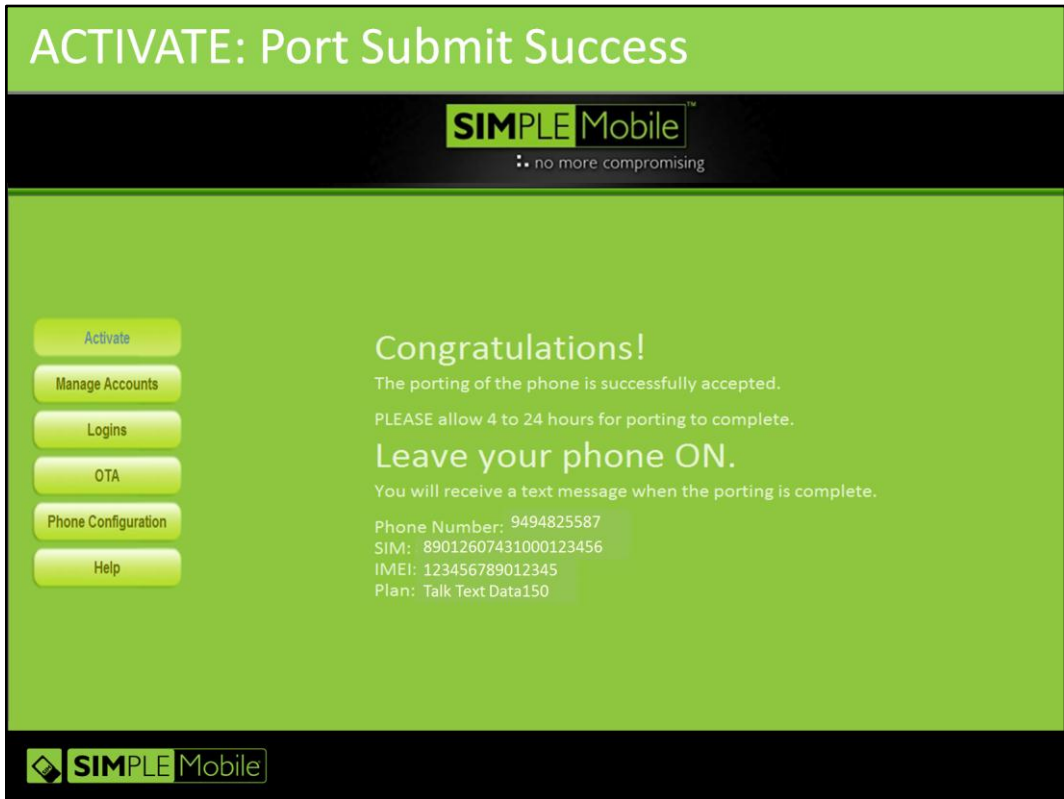 ACTIVATE: Port Submit Success
SIMPLE Mobile™
no more compromising
Activate
Manage Accounts
Logins
OTA
Phone Configuration
Help
Congratulations!
The porting of the phone is successfully accepted.
PLEASE allow 4 to 24 hours for porting to complete.
Leave your phone ON.
You will receive a text message when the porting is complete.
Phone Number: 9494825587
SIM: 89012607431000123456
IMEI: 123456789012345
Plan: Talk Text Data150
SIMPLE Mobile